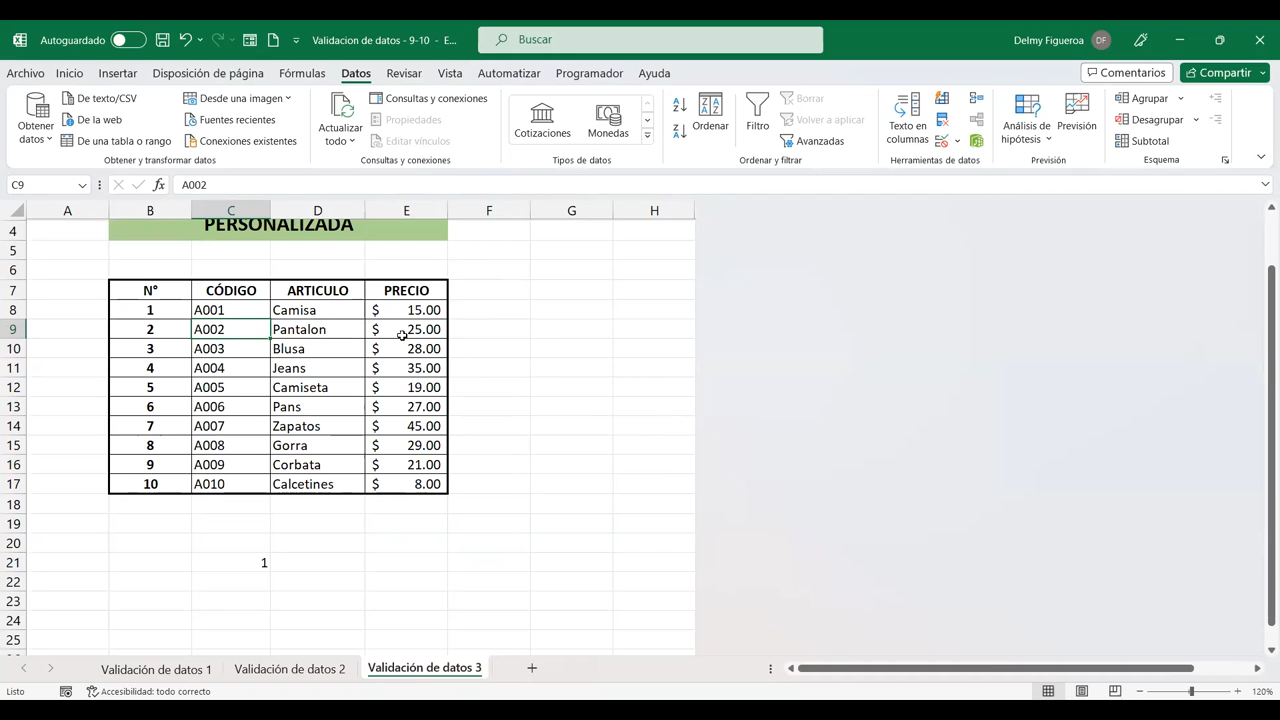 Autoguardado
Validacion de datos - 9-10 - E...
Buscar
Delmy Figueroa
DF
Archivo Inicio Insertar Disposición de página Fórmulas Datos Revisar Vista Automatizar Programador Ayuda
Comentarios
Compartir
Obtener datos
De texto/CSV
De la web
De una tabla o rango
Desde una imagen
Fuentes recientes
Conexiones existentes
Obtener y transformar datos
Actualizar todo
Consultas y conexiones
Propiedades
Editar vínculos
Consultas y conexiones
Cotizaciones
Monedas
Tipos de datos
Ordenar
Filtro
Borrar
Volver a aplicar
Avanzadas
Ordenar y filtrar
Texto en columnas
Herramientas de datos
Análisis de hipótesis
Previsión
Previsión
Agrupar
Desagrupar
Subtotal
Esquema
C9
fx
A002
A B C D E F G H
4 PERSONALIZADA
5
6
7 N° CÓDIGO ARTICULO PRECIO
8 1 A001 Camisa $ 15.00
9 2 A002 Pantalon $ 25.00
10 3 A003 Blusa $ 28.00
11 4 A004 Jeans $ 35.00
12 5 A005 Camiseta $ 19.00
13 6 A006 Pans $ 27.00
14 7 A007 Zapatos $ 45.00
15 8 A008 Gorra $ 29.00
16 9 A009 Corbata $ 21.00
17 10 A010 Calcetines $ 8.00
18
19
20
21 1
22
23
24
25
Validación de datos 1 Validación de datos 2 Validación de datos 3
Listo
Accesibilidad: todo correcto
120%